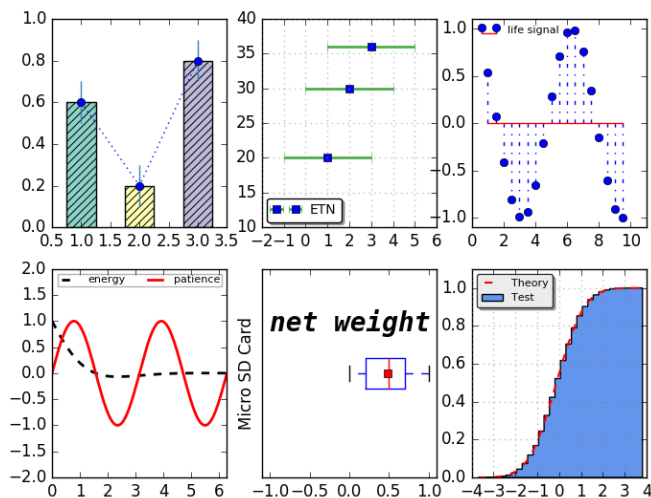 1.0
0.8
0.6
0.4
0.2
0.0
0.5 1.0 1.5 2.0 2.5 3.0 3.5
40
35
30
25
20
15
10
ETN
−2 −1 0 1 2 3 4 5 6
life signal
1.0
0.5
0.0
−0.5
−1.0
0 2 4 6 8 10
energy patience
2.0
1.5
1.0
0.5
0.0
−0.5
−1.0
−1.5
−2.0
0 1 2 3 4 5 6
Micro SD Card
net weight
−1.0 −0.5 0.0 0.5 1.0
Theory
Test
1.0
0.8
0.6
0.4
0.2
0.0
−4 −3 −2 −1 0 1 2 3 4